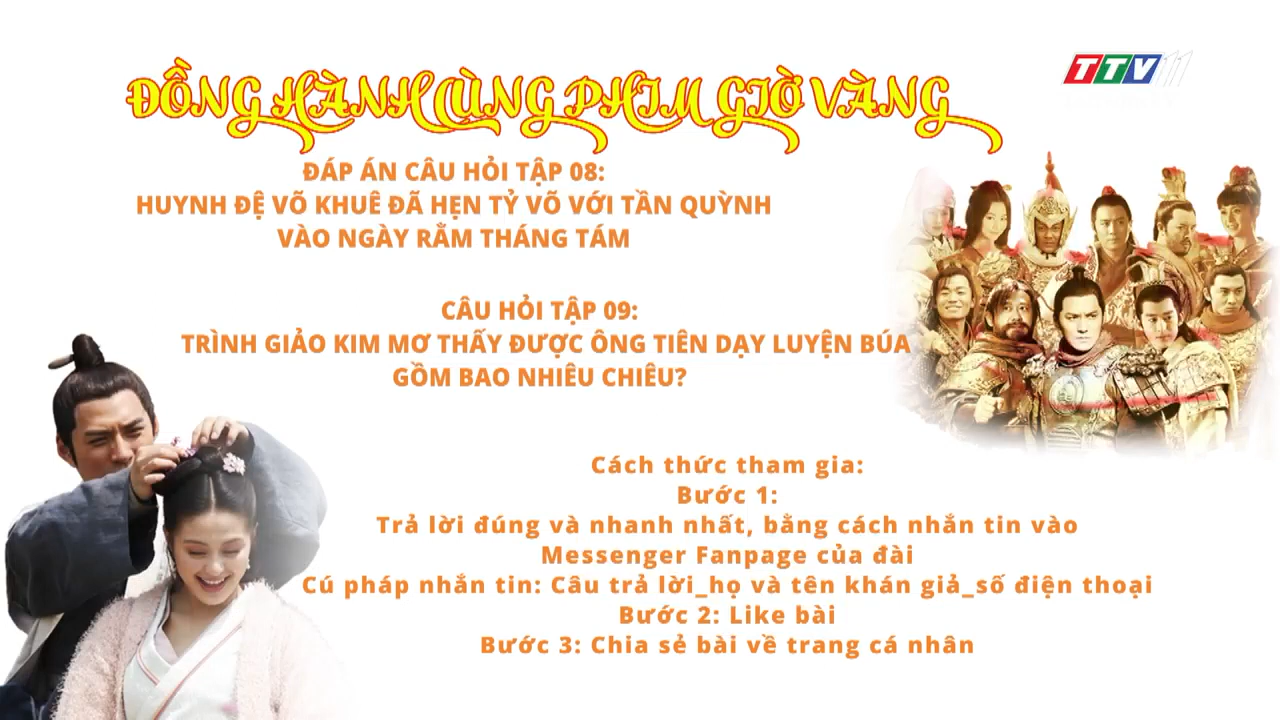 TTV11
ĐỒNG HÀNH CÙNG PHIM GIỜ VÀNG
ĐÁP ÁN CÂU HỎI TẬP 08:
HUYNH ĐỆ VÕ KHUÊ ĐÃ HẸN TỶ VÕ VỚI TẦN QUỲNH
VÀO NGÀY RẰM THÁNG TÁM
CÂU HỎI TẬP 09:
TRÌNH GIẢO KIM MƠ THẤY ĐƯỢC ÔNG TIÊN DẠY LUYỆN BÚA
GỒM BAO NHIÊU CHIÊU?
Cách thức tham gia:
Bước 1:
Trả lời đúng và nhanh nhất, bằng cách nhắn tin vào
Messenger Fanpage của đài
Cú pháp nhắn tin: Câu trả lời_họ và tên khán giả_số điện thoại
Bước 2: Like bài
Bước 3: Chia sẻ bài về trang cá nhân